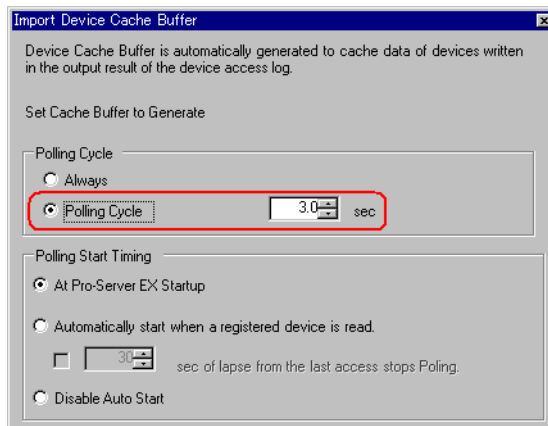 Import Device Cache Buffer
Device Cache Buffer is automatically generated to cache data of devices written
in the output result of the device access log.
Set Cache Buffer to Generate
Polling Cycle
Always
Polling Cycle 3.0 sec
Polling Start Timing
At Pro-Server EX Startup
Automatically start when a registered device is read.
30 sec of lapse from the last access stops Poling.
Disable Auto Start